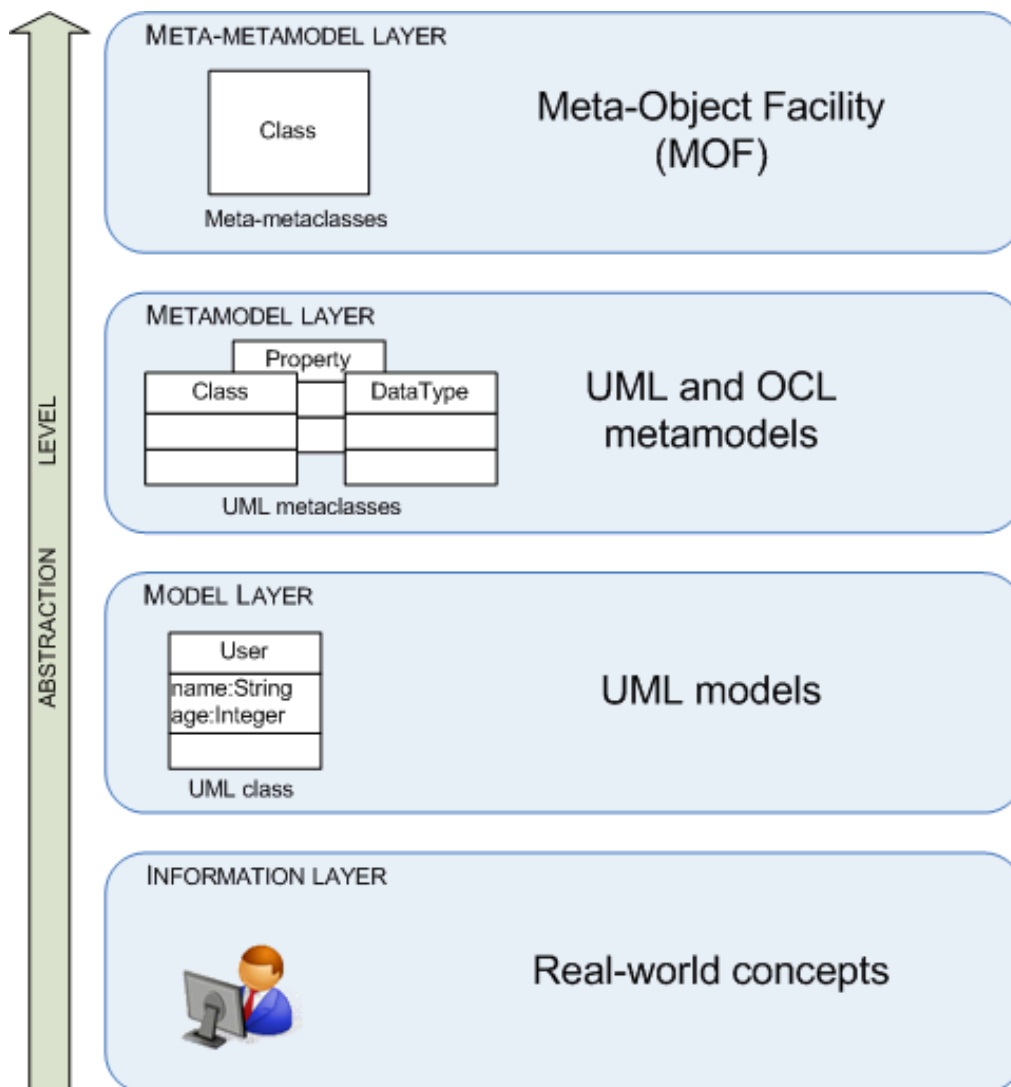 META-METAMODEL LAYER
Class
Meta-metaclasses
Meta-Object Facility
(MOF)
METAMODEL LAYER
Property
Class
DataType
UML metaclasses
UML and OCL
metamodels
MODEL LAYER
User
name:String
age:Integer
UML class
UML models
INFORMATION LAYER
Real-world concepts
ABSTRACTION LEVEL